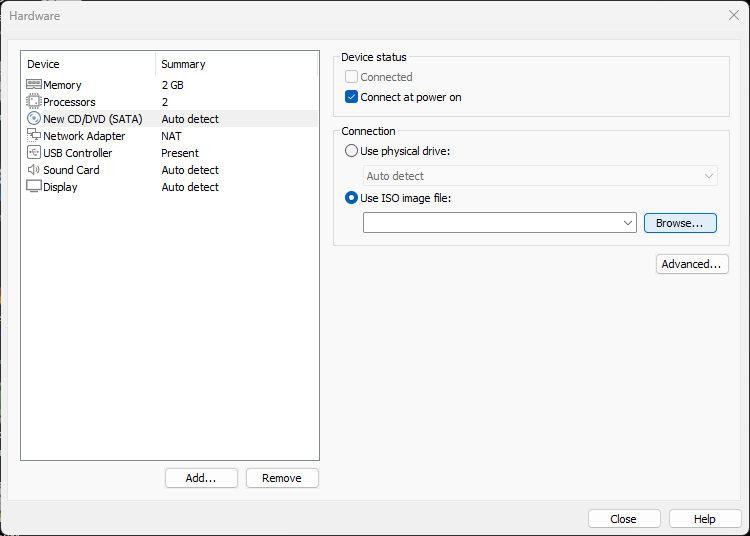 Hardware
Device Summary
Memory 2 GB
Processors 2
New CD/DVD (SATA) Auto detect
Network Adapter NAT
USB Controller Present
Sound Card Auto detect
Display Auto detect
Add... Remove
Device status
Connected
Connect at power on
Connection
Use physical drive:
Auto detect
Use ISO image file:
Browse...
Advanced...
Close Help